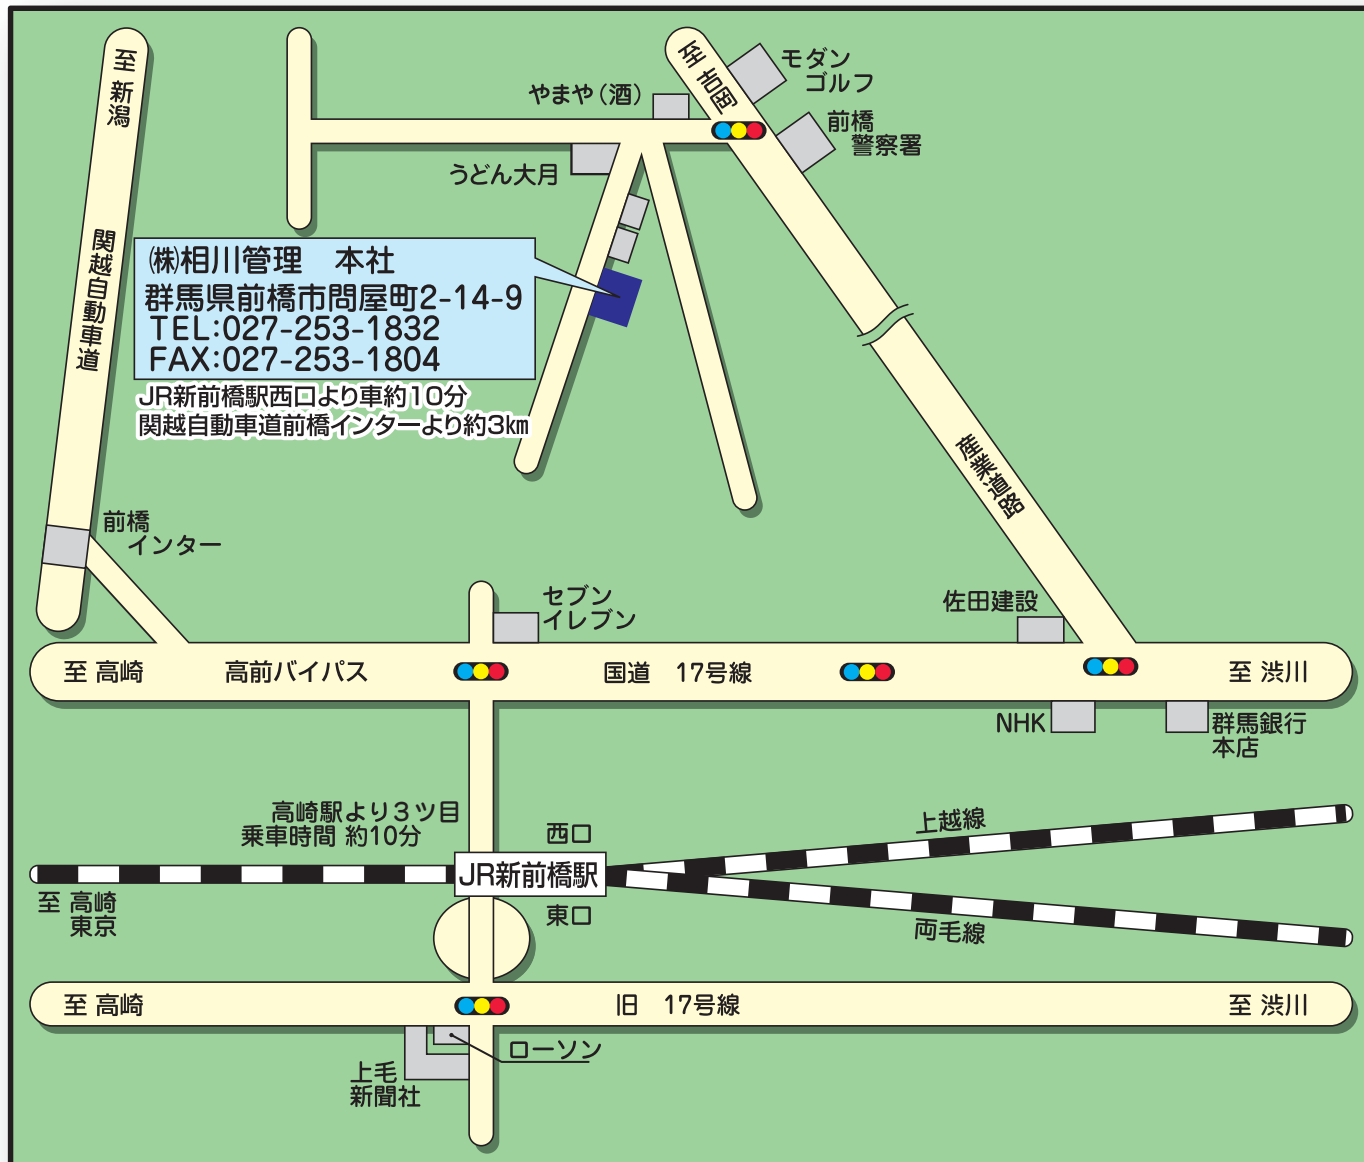 至 新潟
関越自動車道
至 吉岡
モダン
ゴルフ
やまや（酒）
前橋
警察署
うどん大月
㈱相川管理　本社
群馬県前橋市問屋町2-14-9
TEL:027-253-1832
FAX:027-253-1804
JR新前橋駅西口より車約10分
関越自動車道前橋インターより約3㎞
産業道路
前橋
インター
セブン
イレブン
佐田建設
至 高崎
高前バイパス
国道　17号線
至 渋川
NHK
群馬銀行
本店
高崎駅より３ツ目
乗車時間 約10分
西口
上越線
JR新前橋駅
至 高崎
東京
東口
両毛線
至 高崎
旧　17号線
至 渋川
ローソン
上毛
新聞社